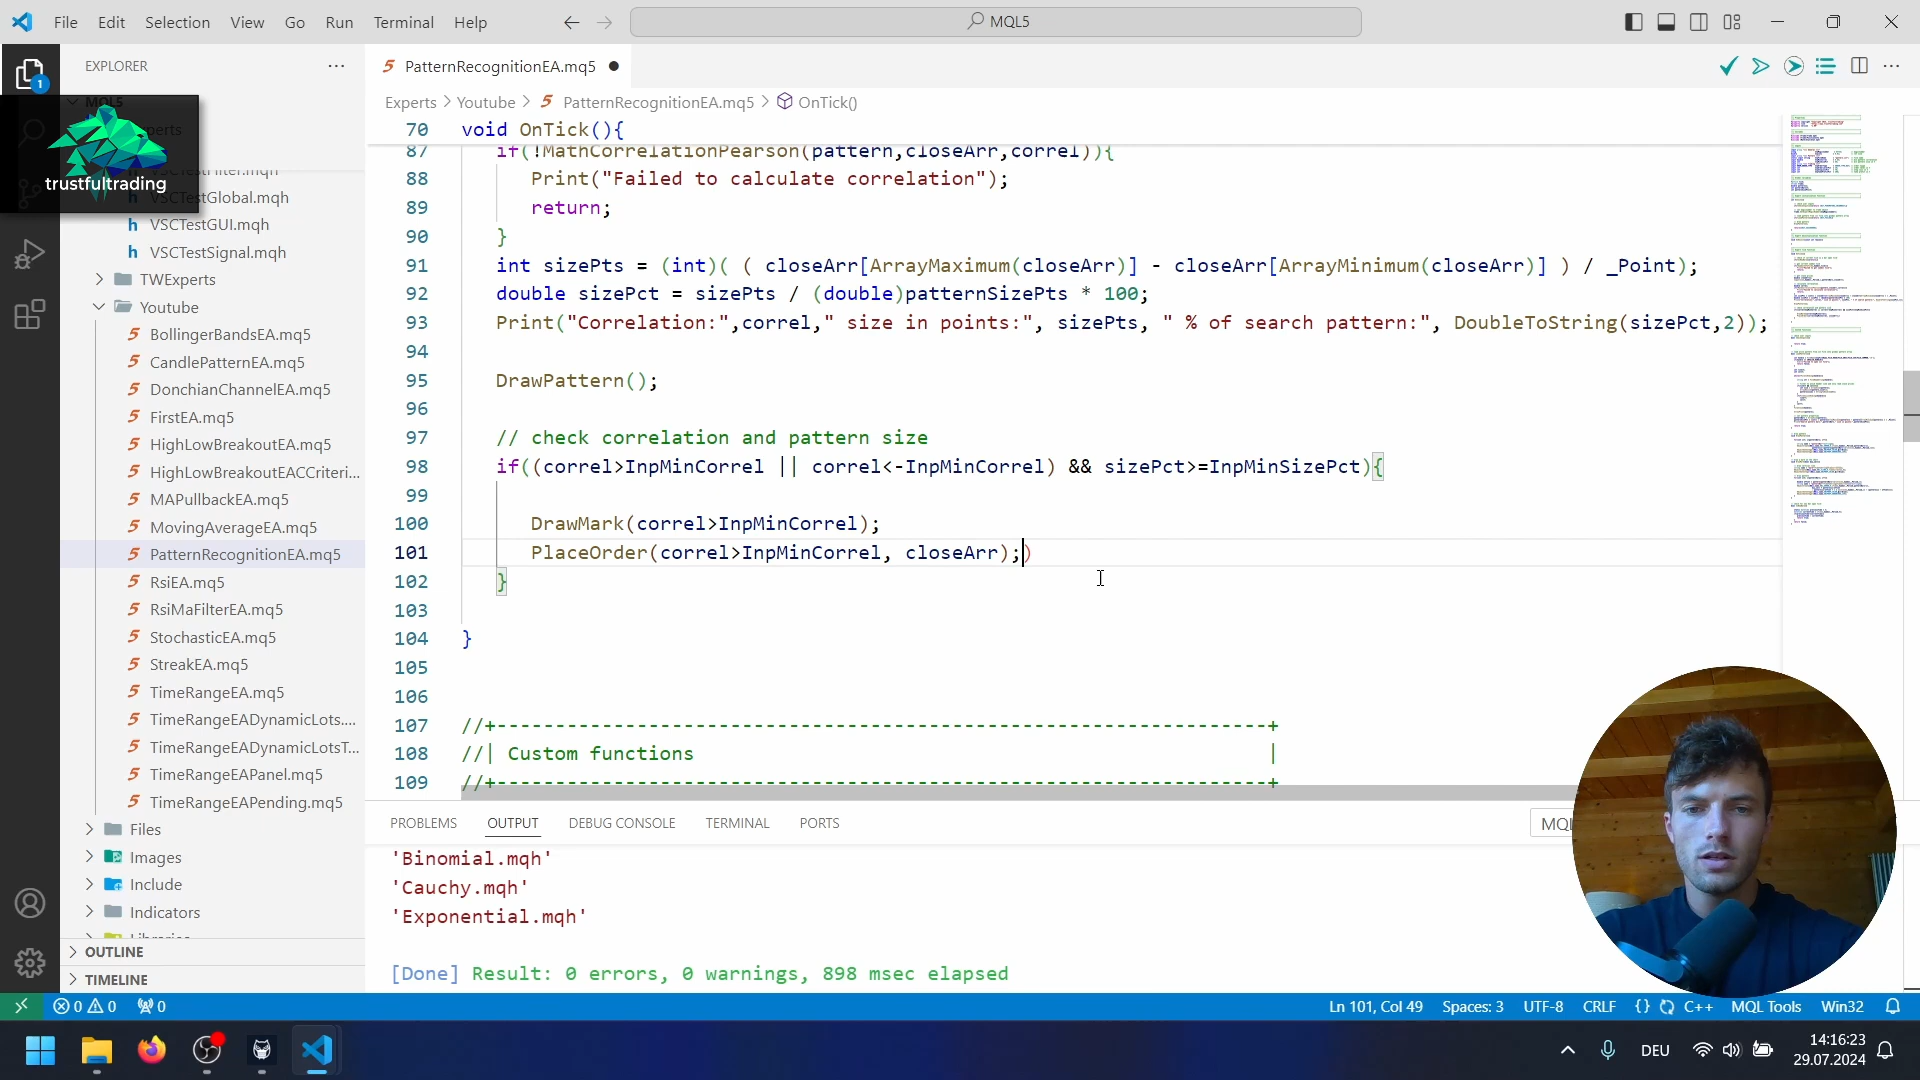 File Edit Selection View Go Run Terminal Help
MQL5
EXPLORER
PatternRecognitionEA.mq5
Experts > Youtube > PatternRecognitionEA.mq5 > OnTick()
trustfultrading
VSCTestGlobal.mqh
VSCTestGUI.mqh
VSCTestSignal.mqh
TWExperts
Youtube
BollingerBandsEA.mq5
CandlePatternEA.mq5
DonchianChannelEA.mq5
FirstEA.mq5
HighLowBreakoutEA.mq5
HighLowBreakoutEACCriteri...
MAPullbackEA.mq5
MovingAverageEA.mq5
PatternRecognitionEA.mq5
RsiEA.mq5
RsiMaFilterEA.mq5
StochasticEA.mq5
StreakEA.mq5
TimeRangeEA.mq5
TimeRangeEADynamicLots....
TimeRangeEADynamicLotsT...
TimeRangeEAPanel.mq5
TimeRangeEAPending.mq5
Files
Images
Include
Indicators
OUTLINE
TIMELINE
70 void OnTick(){
87 if(!MathCorrelationPearson(pattern,closeArr,correl)){
88 Print("Failed to calculate correlation");
89 return;
90 }
91 int sizePts = (int)( ( closeArr[ArrayMaximum(closeArr)] - closeArr[ArrayMinimum(closeArr)] ) / _Point);
92 double sizePct = sizePts / (double)patternSizePts * 100;
93 Print("Correlation:",correl," size in points:", sizePts, " % of search pattern:", DoubleToString(sizePct,2));
94
95 DrawPattern();
96
97 // check correlation and pattern size
98 if((correl>InpMinCorrel || correl<-InpMinCorrel) && sizePct>=InpMinSizePct){
99
100 DrawMark(correl>InpMinCorrel);
101 PlaceOrder(correl>InpMinCorrel, closeArr);)
102 }
103
104 }
105
106
107 //+------------------------------------------------------------------+
108 //| Custom functions |
109 //+------------------------------------------------------------------+
PROBLEMS OUTPUT DEBUG CONSOLE TERMINAL PORTS
'Binomial.mqh'
'Cauchy.mqh'
'Exponential.mqh'
[Done] Result: 0 errors, 0 warnings, 898 msec elapsed
0 0 0 Ln 101, Col 49 Spaces: 3 UTF-8 CRLF {} C++ MQL Tools Win32
DEU
14:16:23
29.07.2024